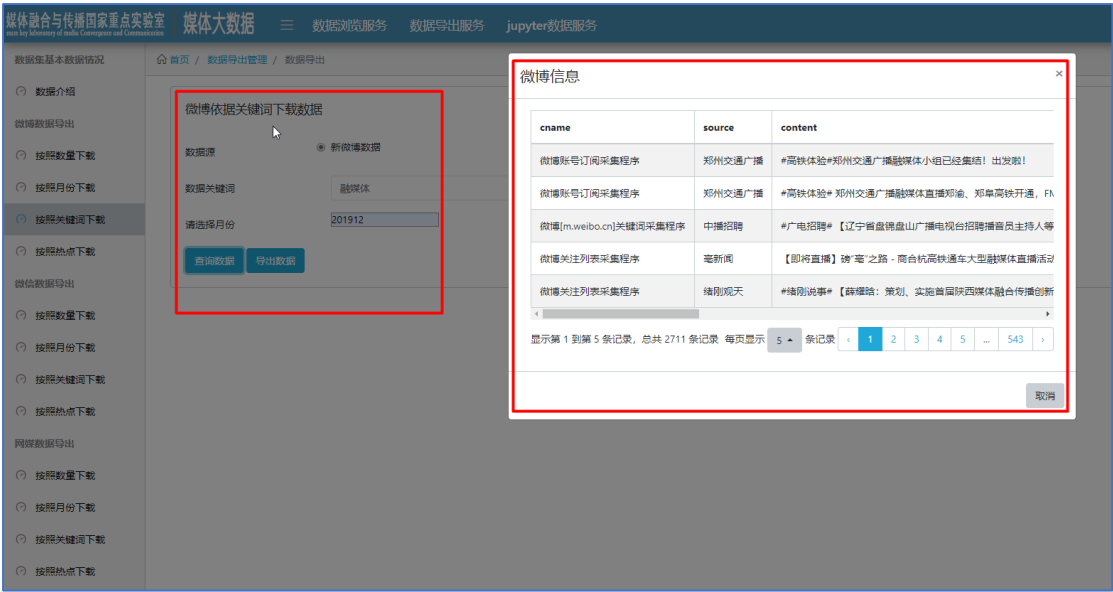 媒体融合与传播国家重点实验室 媒体大数据 数据浏览服务 数据导出服务 jupyter数据服务
state key laboratory of media Convergence and Communication
数据集基本数据情况
数据介绍
微博数据导出
按照数量下载
按照月份下载
按照关键词下载
按照热点下载
微信数据导出
按照数量下载
按照月份下载
按照关键词下载
按照热点下载
网媒数据导出
按照数量下载
按照月份下载
按照关键词下载
按照热点下载
首页 / 数据导出管理 / 数据导出
微博依据关键词下载数据
数据源 新微博数据
数据关键词 融媒体
请选择月份 201912
查询数据 导出数据
微博信息 ×
cname source content
微博账号订阅采集程序 郑州交通广播 #高铁体验#郑州交通广播融媒体小组已经集结！出发啦！
微博账号订阅采集程序 郑州交通广播 #高铁体验# 郑州交通广播融媒体直播郑渝、郑阜高铁开通，FM
微博[m.weibo.cn]关键词采集程序 中播招聘 #广电招聘# 【辽宁省盘锦盘山广播电视台招聘播音员主持人等
微博关注列表采集程序 亳新闻 【即将直播】磅“亳”之路 - 商合杭高铁通车大型融媒体直播活动
微博关注列表采集程序 绪刚观天 #绪刚说事# 【薛耀晗：策划、实施首届陕西媒体融合传播创新
显示第 1 到第 5 条记录，总共 2711 条记录 每页显示 5 条记录 ‹ 1 2 3 4 5 ... 543 ›
取消